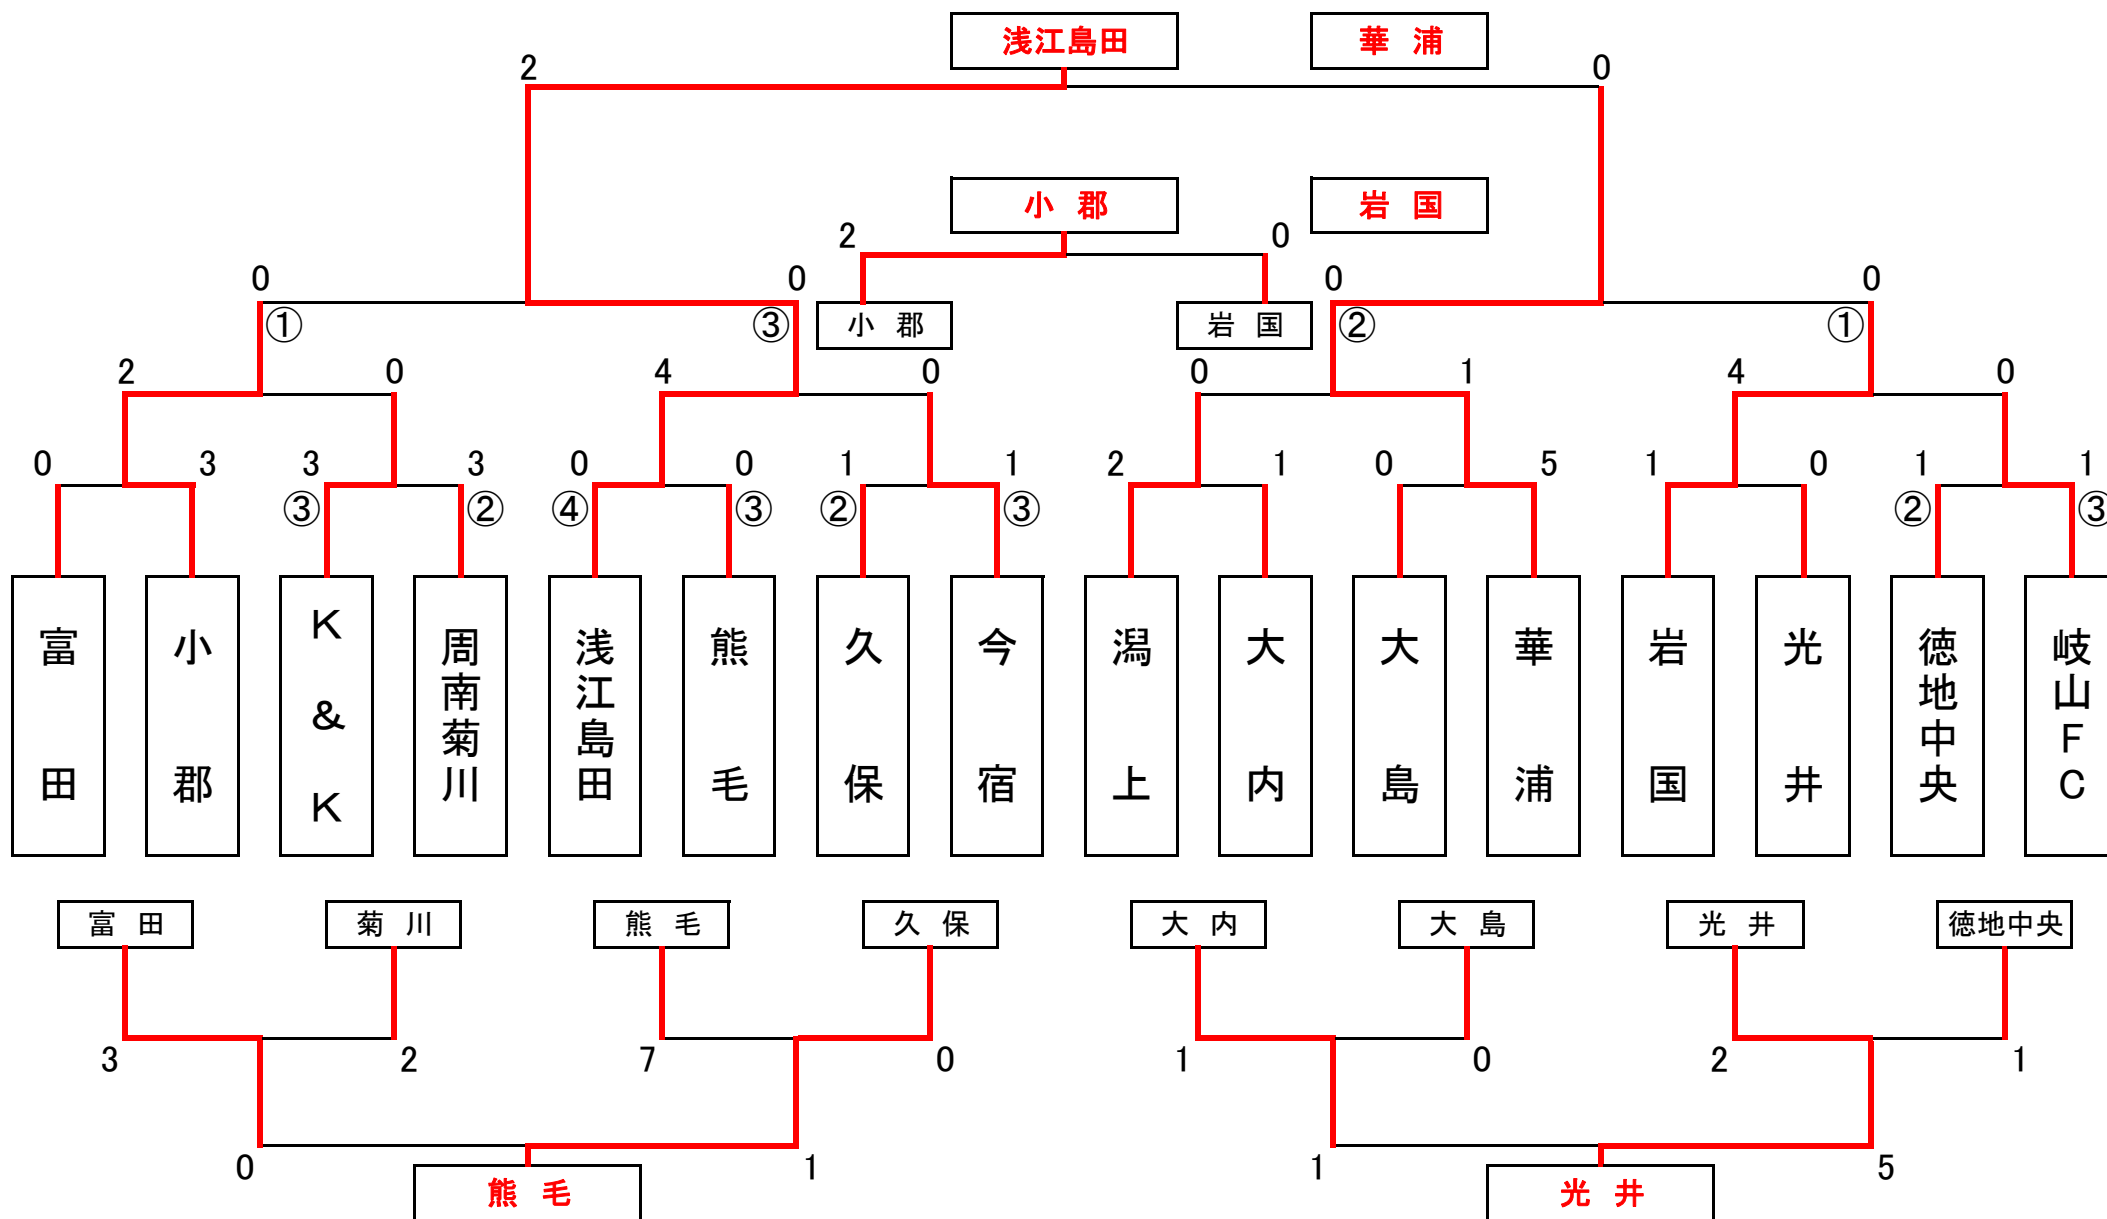 浅江島田 華 浦
2 0
小 郡 岩 国
2 0
0 0 0 0
① ③ 小 郡 岩 国 ② ①
2 0 4 0 0 1 4 0
0 3 3 3 0 0 1 1 2 1 0 5 1 0 1 1
③ ② ④ ③ ② ③ ② ③
富田
小郡
K&K
周南菊川
浅江島田
熊毛
久保
今宿
潟上
大内
大島
華浦
岩国
光井
徳地中央
岐山FC
富 田 菊 川 熊 毛 久 保 大 内 大 島 光 井 徳地中央
3 2 7 0 1 0 2 1
0 1 1 5
熊 毛 光 井